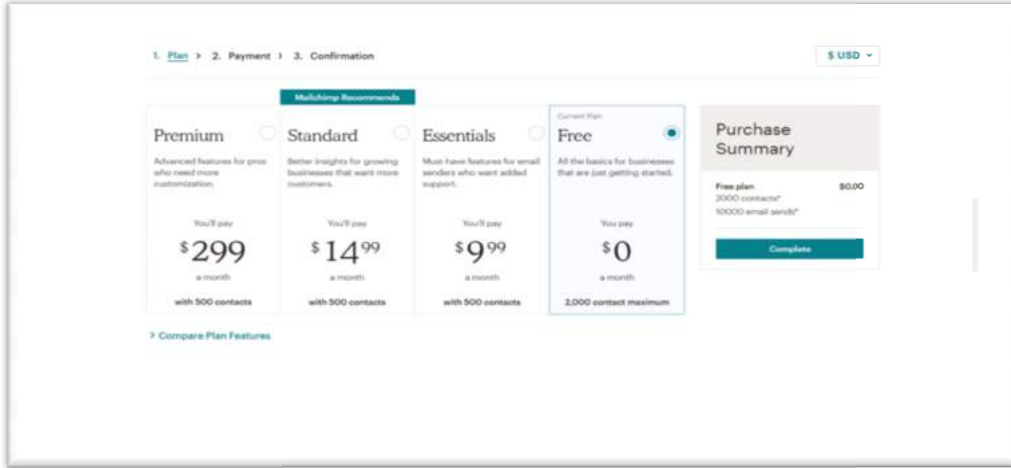 1. Plan > 2. Payment > 3. Confirmation
$ USD
Mailchimp Recommends
Premium
Advanced features for pros
who need more
customization.
You'll pay
$299
a month
with 500 contacts
Standard
Better insights for growing
businesses that want more
customers.
You'll pay
$14.99
a month
with 500 contacts
Essentials
Must have features for email
senders who want added
support.
You'll pay
$9.99
a month
with 500 contacts
Current Plan
Free
All the basics for businesses
that are just getting started.
You pay
$0
a month
2,000 contact maximum
Purchase
Summary
Free plan $0.00
2000 contacts*
10000 email sends*
Complete
> Compare Plan Features